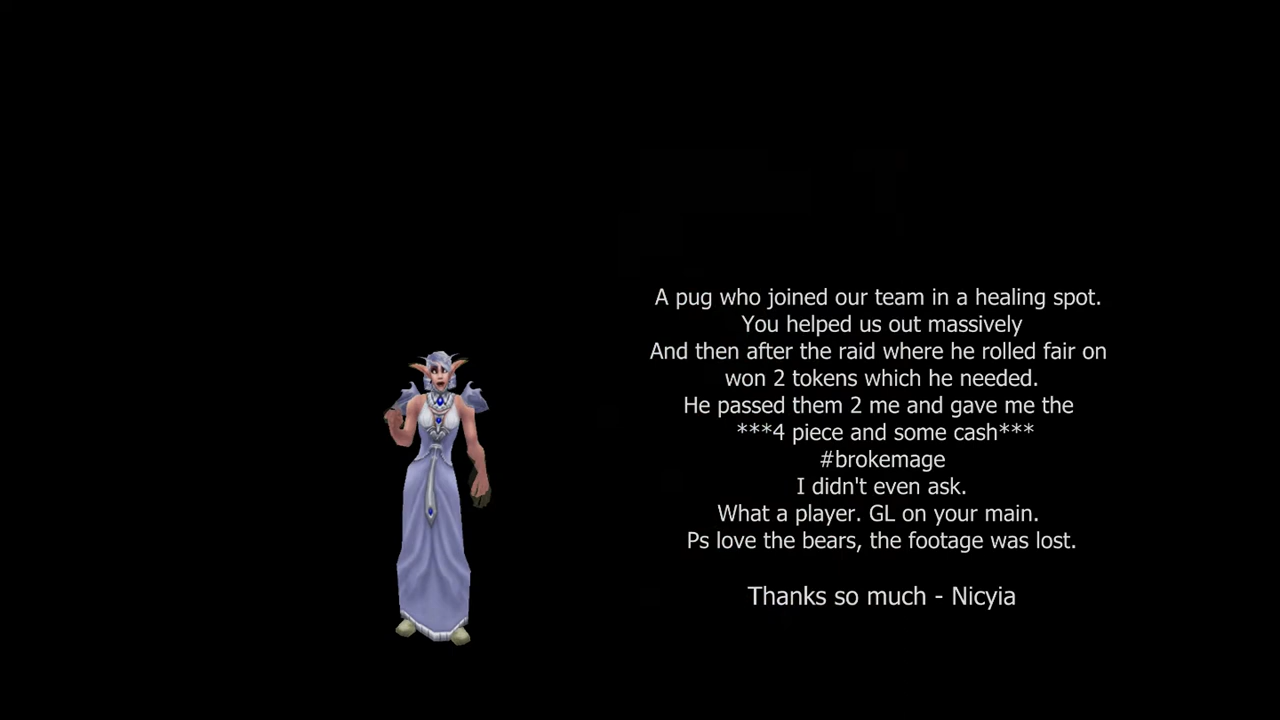 A pug who joined our team in a healing spot.
You helped us out massively
And then after the raid where he rolled fair on
won 2 tokens which he needed.
He passed them 2 me and gave me the
***4 piece and some cash***
#brokemage
I didn't even ask.
What a player. GL on your main.
Ps love the bears, the footage was lost.
Thanks so much - Nicyia